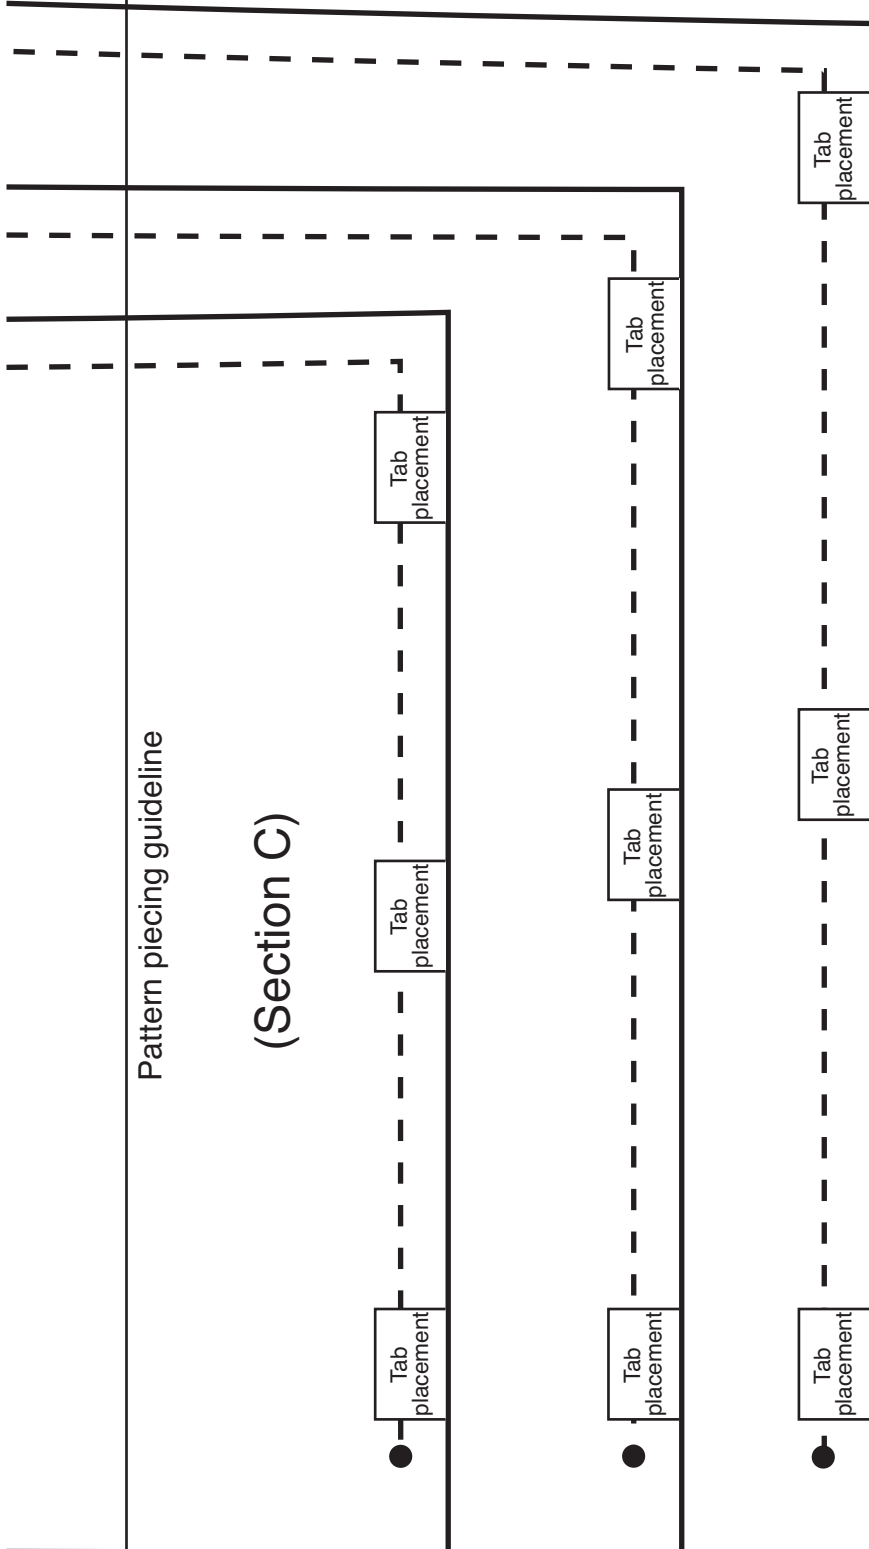 Pattern piecing guideline
(Section C)
Tab
placement
Tab
placement
Tab
placement
Tab
placement
Tab
placement
Tab
placement
Tab
placement
Tab
placement
Tab
placement